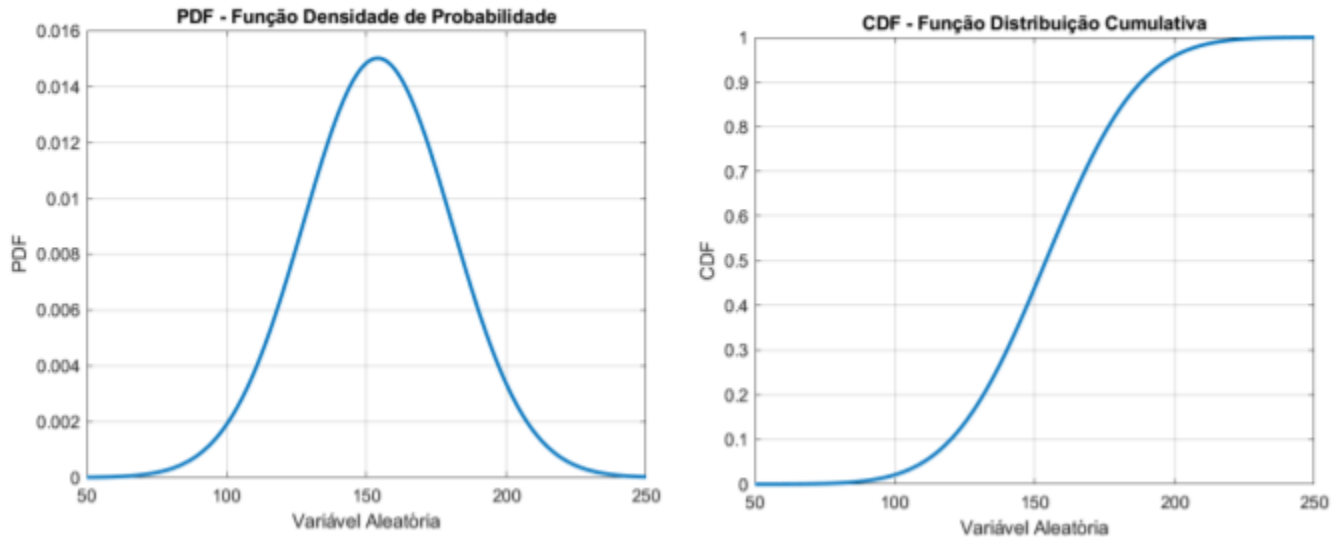 PDF - Função Densidade de Probabilidade
0.016
0.014
0.012
0.01
0.008
0.006
0.004
0.002
0
PDF
50 100 150 200 250
Variável Aleatòria
CDF - Função Distribuição Cumulativa
1
0.9
0.8
0.7
0.6
0.5
0.4
0.3
0.2
0.1
0
CDF
50 100 150 200 250
Variável Aleatòria